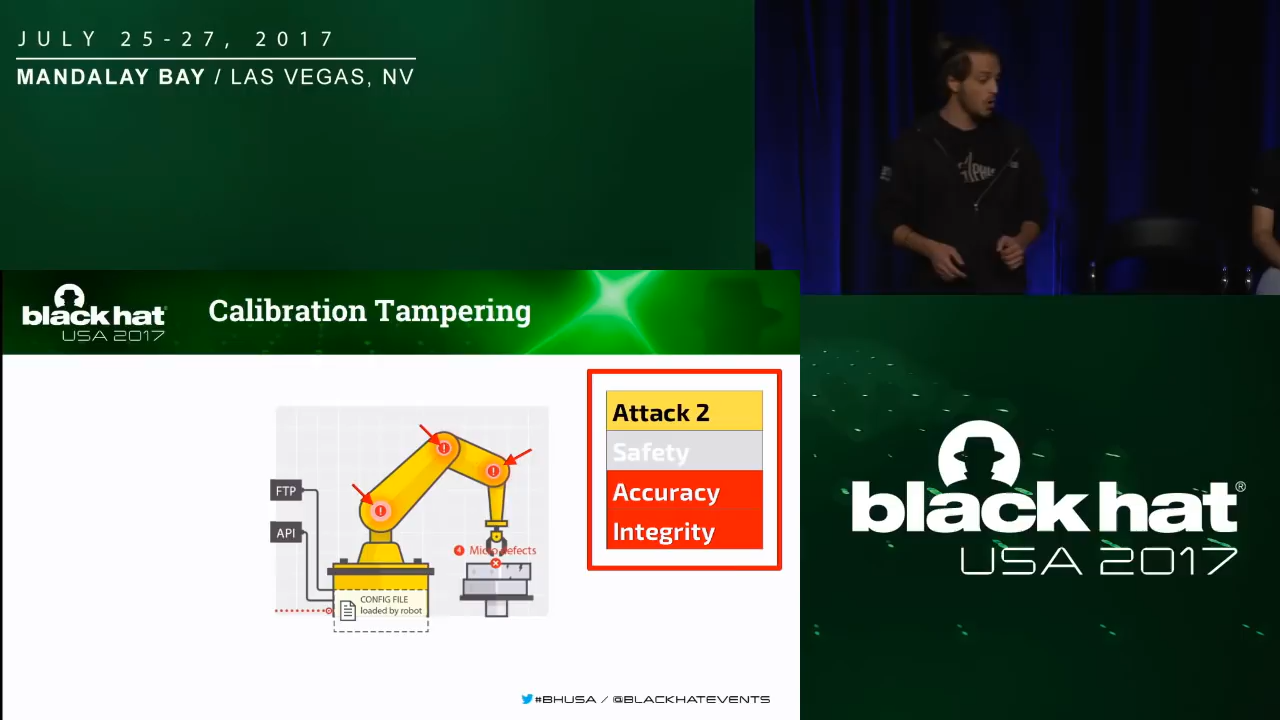 JULY 25-27, 2017
MANDALAY BAY / LAS VEGAS, NV
black hat
USA 2017
Calibration Tampering
Attack 2
Safety
Accuracy
Integrity
FTP
API
4 Micro defects
CONFIG FILE
loaded by robot
#BHUSA / @BLACKHATEVENTS
black hat®
USA 2017